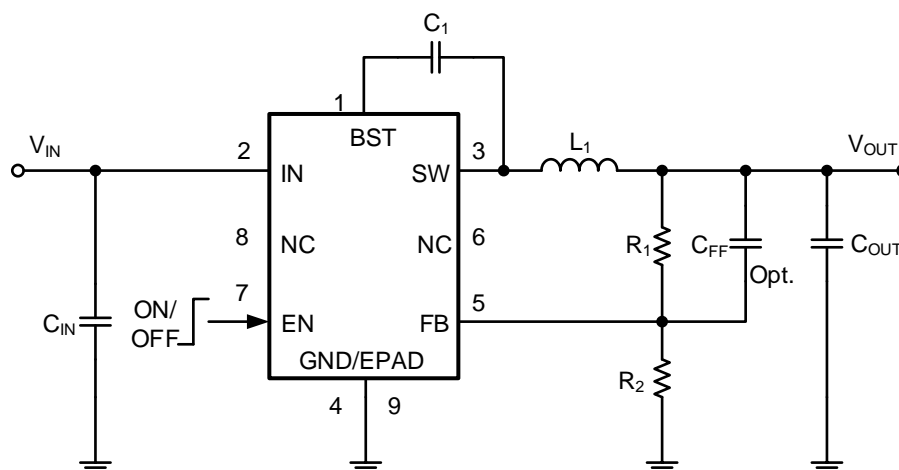 C1
1
BST
VIN
2
IN
SW
3
L1
VOUT
8
NC
NC
6
R1
CFF
Opt.
COUT
7
ON/
OFF
EN
FB
5
CIN
GND/EPAD
R2
4
9